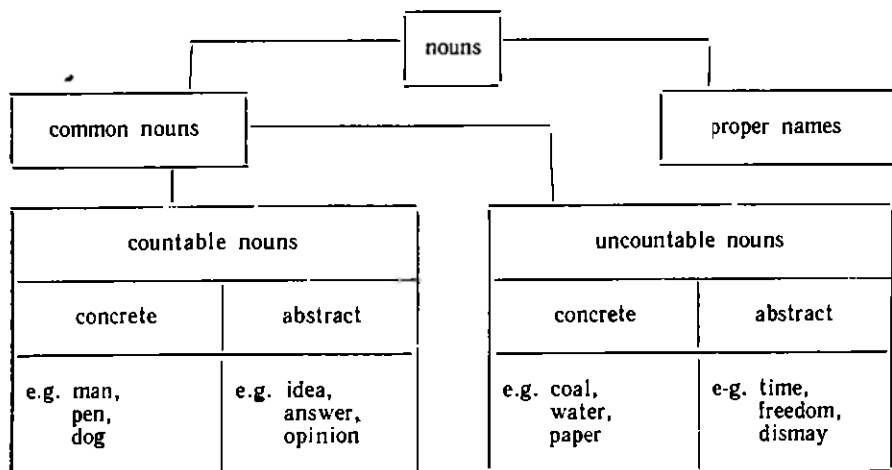 nouns
common nouns
proper names
countable nouns
uncountable nouns
concrete
abstract
concrete
abstract
e.g. man,
pen,
dog
e.g. idea,
answer,
opinion
e.g. coal,
water,
paper
e-g. time,
freedom,
dismay